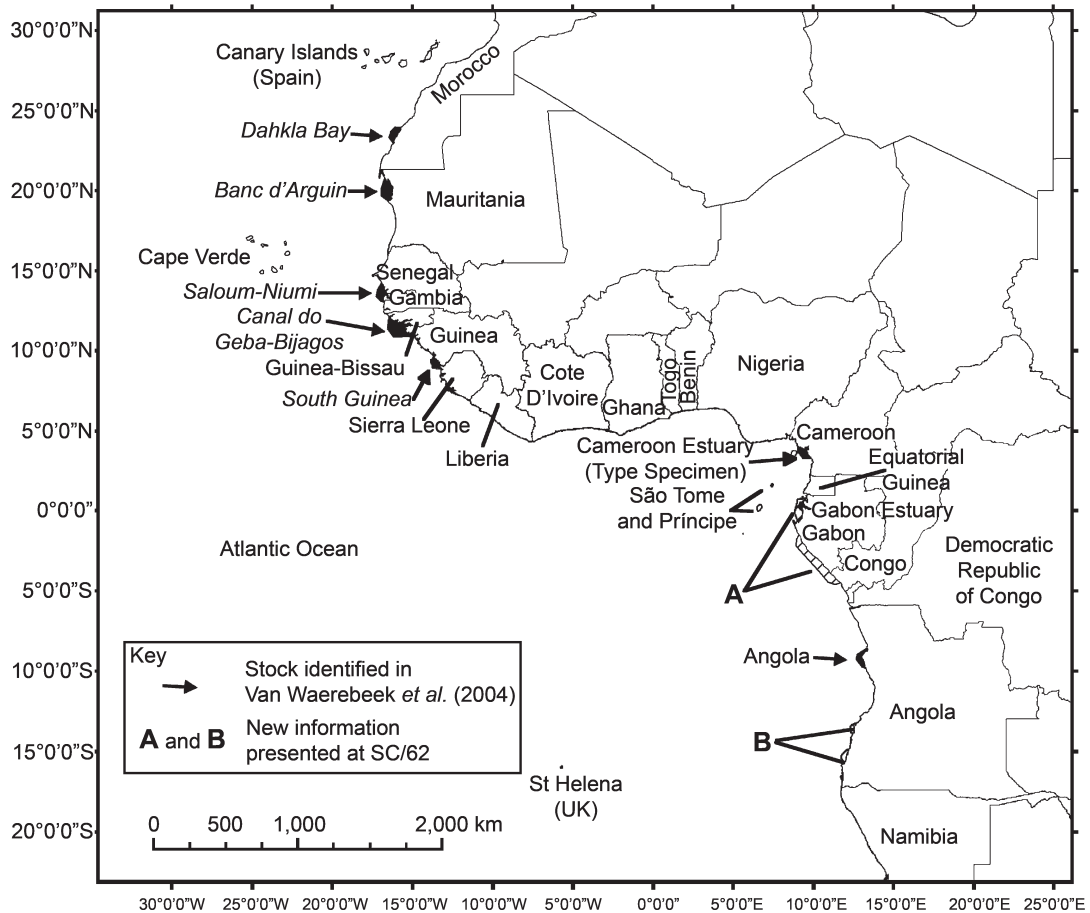 30°0'0"N
25°0'0"N
20°0'0"N
15°0'0"N
10°0'0"N
5°0'0"N
0°0'0"
5°0'0"S
10°0'0"S
15°0'0"S
20°0'0"S
Canary Islands
(Spain)
Morocco
Dahkla Bay
Banc d'Arguin
Mauritania
Cape Verde
Senegal
Saloum-Niumi
Gambia
Canal do
Geba-Bijagos
Guinea
Guinea-Bissau
South Guinea
Sierra Leone
Liberia
Cote
D'Ivoire
Ghana
Togo
Benin
Nigeria
Cameroon
Cameroon Estuary
(Type Specimen)
Equatorial
Guinea
São Tome
and Príncipe
Gabon Estuary
Gabon
Congo
Democratic
Republic
of Congo
Atlantic Ocean
A
Angola
Angola
B
Key
Stock identified in
Van Waerebeek et al. (2004)
A and B New information
presented at SC/62
St Helena
(UK)
Namibia
0 500 1,000 2,000 km
30°0'0"W 25°0'0"W 20°0'0"W 15°0'0"W 10°0'0"W 5°0'0"W 0°0'0" 5°0'0"E 10°0'0"E 15°0'0"E 20°0'0"E 25°0'0"E